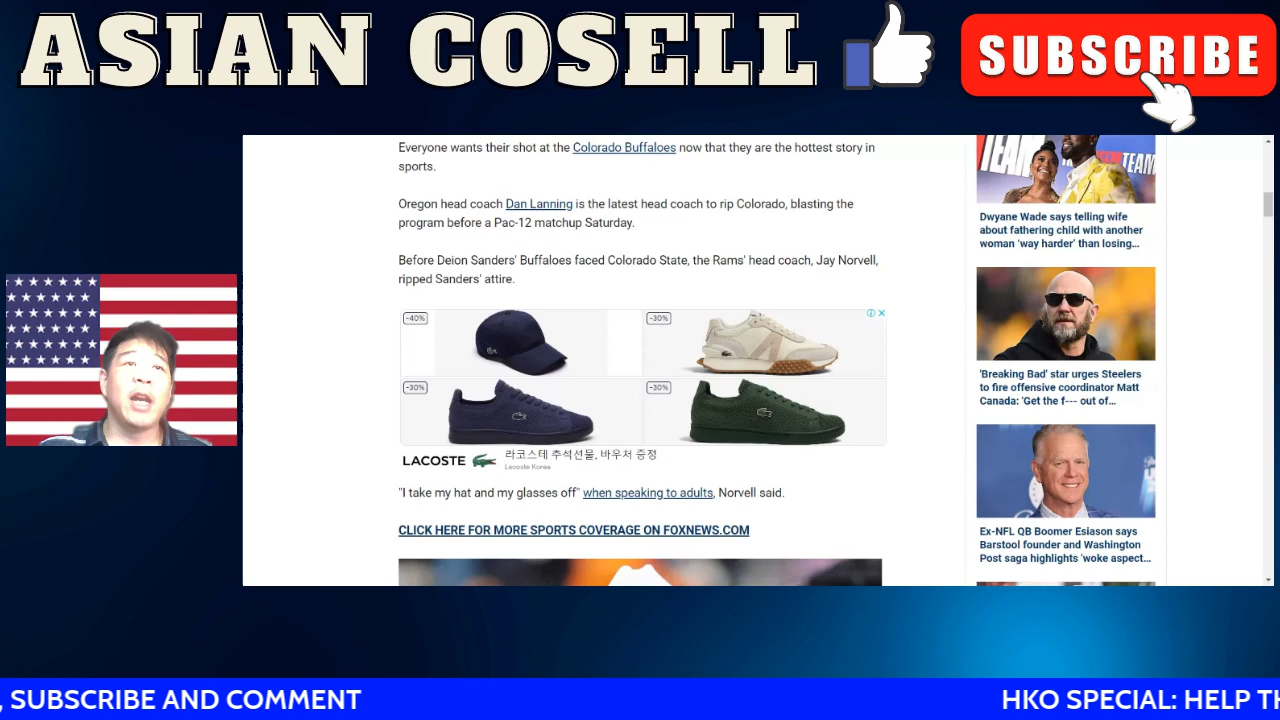 ASIAN COSELL
SUBSCRIBE
Everyone wants their shot at the Colorado Buffaloes now that they are the hottest story in
sports.
Oregon head coach Dan Lanning is the latest head coach to rip Colorado, blasting the
program before a Pac-12 matchup Saturday.
Before Deion Sanders' Buffaloes faced Colorado State, the Rams' head coach, Jay Norvell,
ripped Sanders' attire.
-40%
-30%
-30%
-30%
LACOSTE
라코스테 추석선물, 바우처 증정
Lacoste Korea
"I take my hat and my glasses off" when speaking to adults, Norvell said.
CLICK HERE FOR MORE SPORTS COVERAGE ON FOXNEWS.COM
TEAM
TEAM
Dwyane Wade says telling wife
about fathering child with another
woman 'way harder' than losing...
'Breaking Bad' star urges Steelers
to fire offensive coordinator Matt
Canada: 'Get the f--- out of...
Ex-NFL QB Boomer Esiason says
Barstool founder and Washington
Post saga highlights 'woke aspect...
, SUBSCRIBE AND COMMENT
HKO SPECIAL: HELP TH